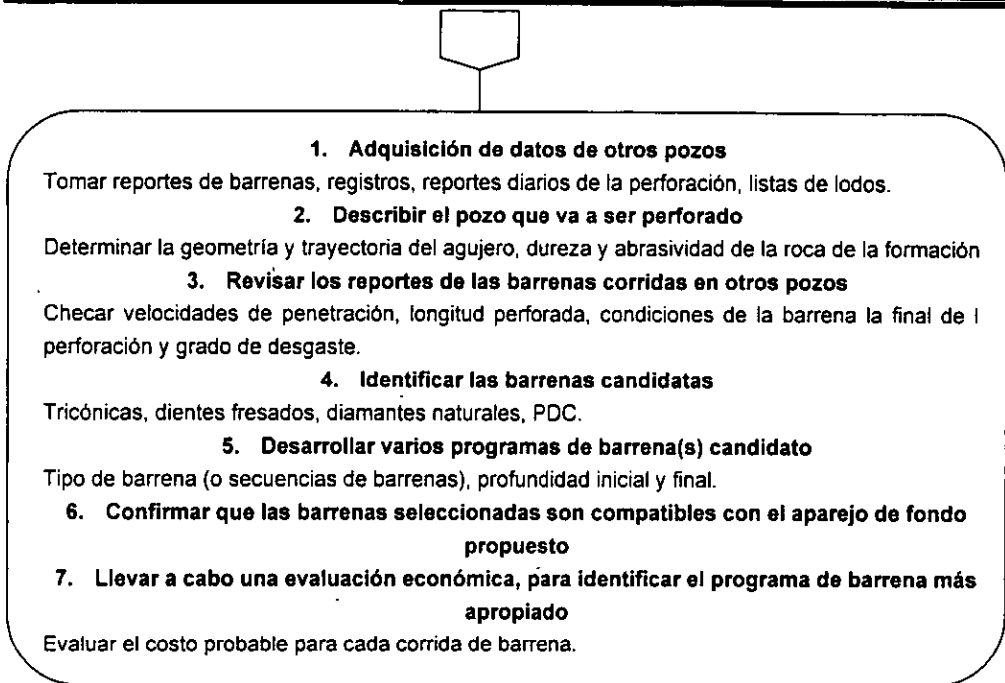 1. Adquisición de datos de otros pozos
Tomar reportes de barrenas, registros, reportes diarios de la perforación, listas de lodos.
2. Describir el pozo que va a ser perforado
Determinar la geometría y trayectoria del agujero, dureza y abrasividad de la roca de la formación
3. Revisar los reportes de las barrenas corridas en otros pozos
Checar velocidades de penetración, longitud perforada, condiciones de la barrena la final de l
perforación y grado de desgaste.
4. Identificar las barrenas candidatas
Tricónicas, dientes fresados, diamantes naturales, PDC.
5. Desarrollar varios programas de barrena(s) candidato
Tipo de barrena (o secuencias de barrenas), profundidad inicial y final.
6. Confirmar que las barrenas seleccionadas son compatibles con el aparejo de fondo
propuesto
7. Llevar a cabo una evaluación económica, para identificar el programa de barrena más
apropiado
Evaluar el costo probable para cada corrida de barrena.